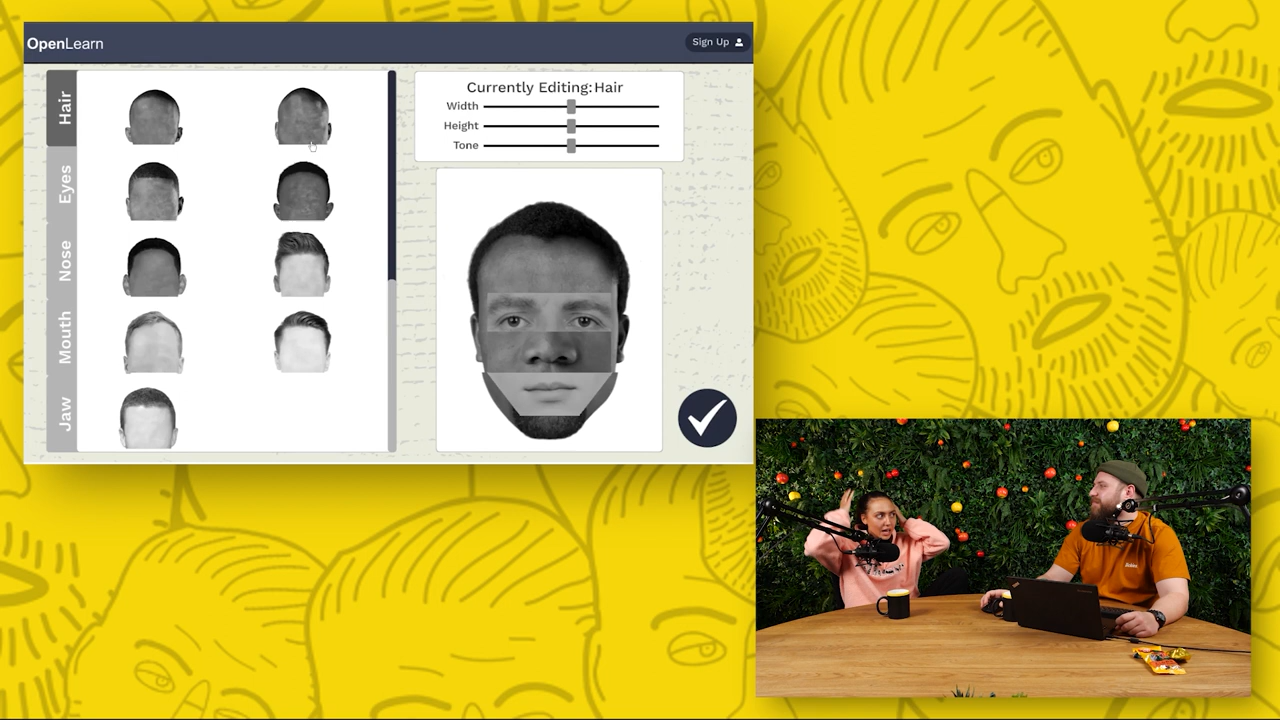 OpenLearn
Sign Up
Hair
Eyes
Nose
Mouth
Jaw
Currently Editing:Hair
Width
Height
Tone